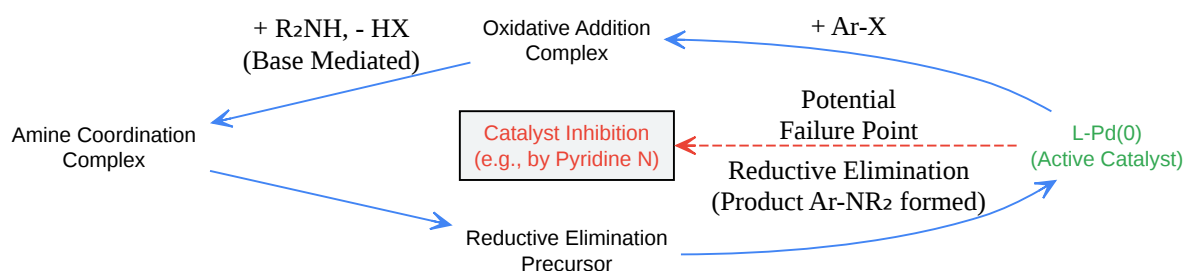 + R₂NH, - HX
(Base Mediated)
Oxidative Addition
Complex
+ Ar-X
Amine Coordination
Complex
Catalyst Inhibition
(e.g., by Pyridine N)
Potential
Failure Point
L-Pd(0)
(Active Catalyst)
Reductive Elimination
(Product Ar-NR₂ formed)
Reductive Elimination
Precursor